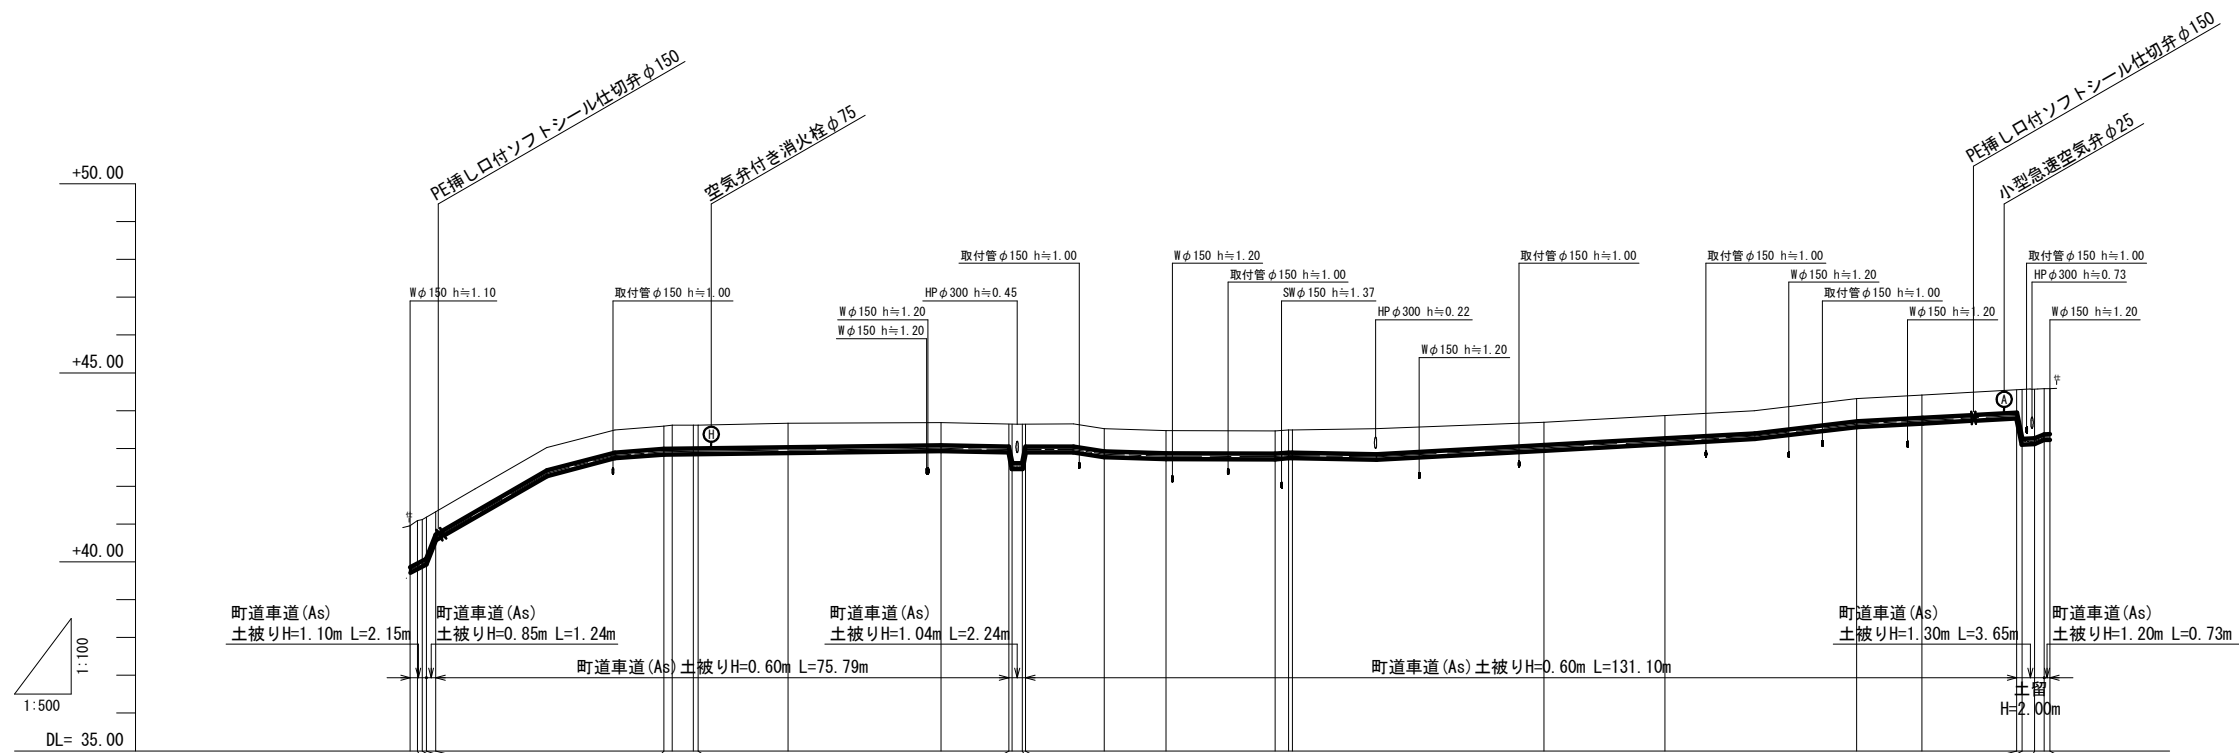 PE挿し口付ソフトシール仕切弁φ150
空気弁付き消火栓φ75
PE挿し口付ソフトシール仕切弁φ150
小型急速空気弁φ25
+50.00
取付管φ150 h≒1.00
Wφ150 h≒1.20
取付管φ150 h≒1.00
取付管φ150 h≒1.00
取付管φ150 h≒1.00
取付管φ150 h≒1.00
Wφ150 h≒1.20
HPφ300 h≒0.73
Wφ150 h≒1.10
取付管φ150 h≒1.00
HPφ300 h≒0.45
SWφ150 h≒1.37
取付管φ150 h≒1.00
Wφ150 h≒1.20
HPφ300 h≒0.22
Wφ150 h≒1.20
Wφ150 h≒1.20
Wφ150 h≒1.20
Wφ150 h≒1.20
+45.00
H
A
+40.00
町道車道(As)
土被りH=1.10m L=2.15m
町道車道(As)
土被りH=0.85m L=1.24m
町道車道(As)
土被りH=1.04m L=2.24m
町道車道(As)
土被りH=1.30m L=3.65m
町道車道(As)
土被りH=1.20m L=0.73m
町道車道(As)土被りH=0.60m L=75.79m
町道車道(As)土被りH=0.60m L=131.10m
土留
H=2.00m
1:100
1:500
DL= 35.00